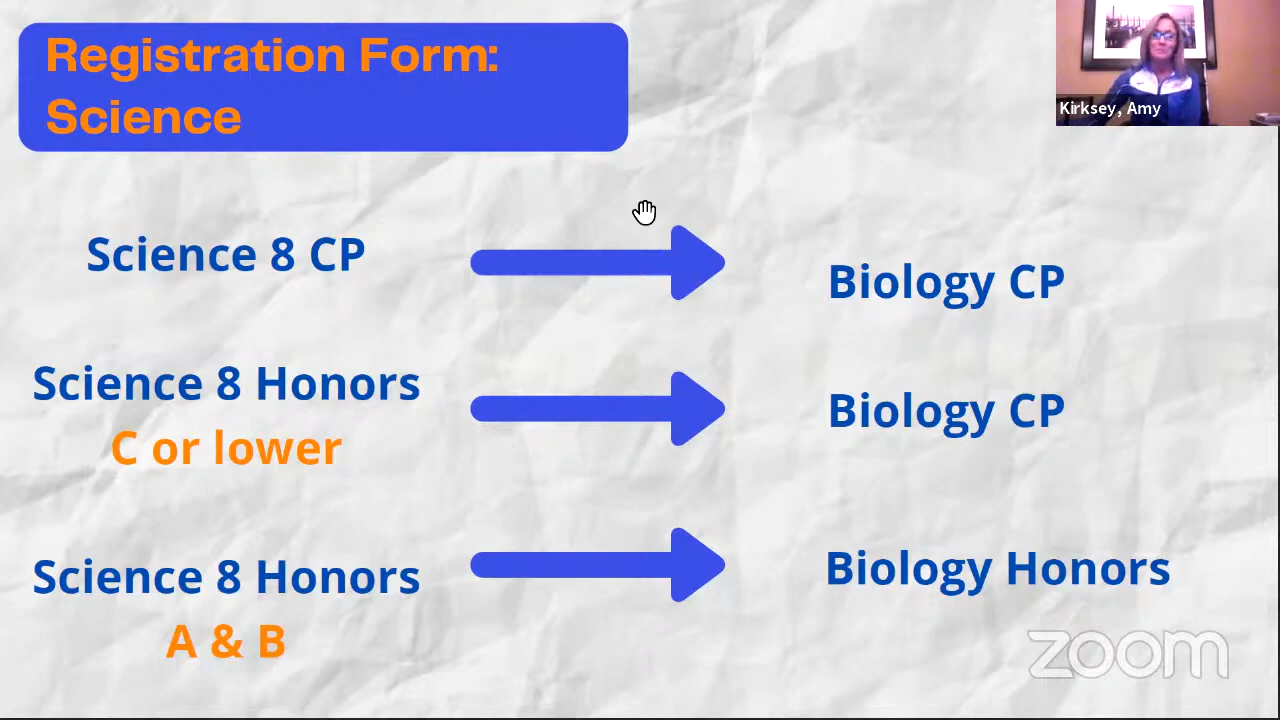 Registration Form:
Science
Kirksey, Amy
Science 8 CP
Biology CP
Science 8 Honors
C or lower
Biology CP
Science 8 Honors
A & B
Biology Honors
zoom